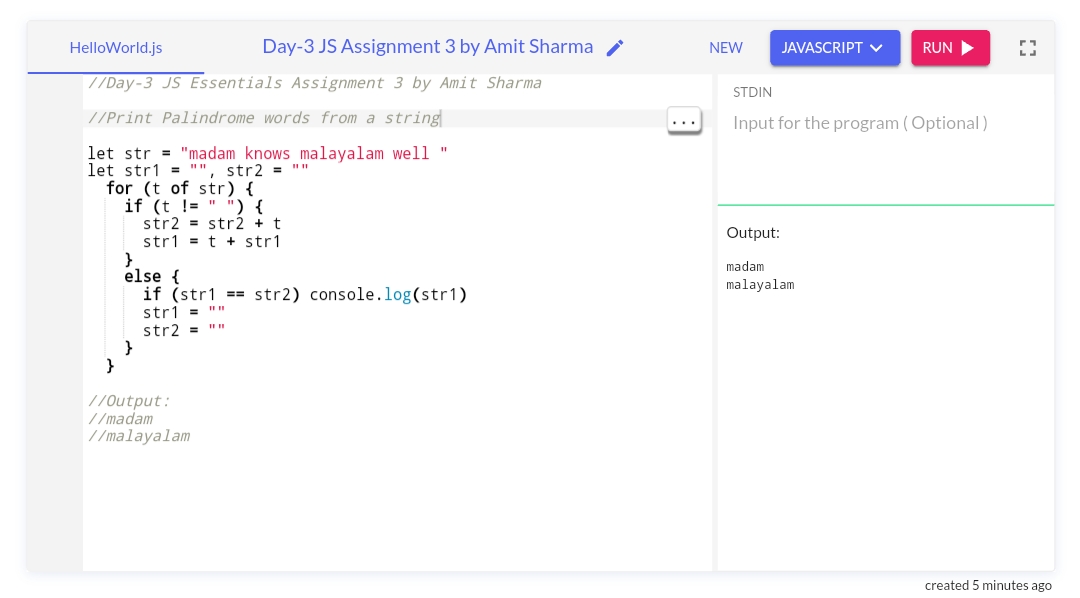 HelloWorld.js
Day-3 JS Assignment 3 by Amit Sharma
NEW
JAVASCRIPT
RUN
//Day-3 JS Essentials Assignment 3 by Amit Sharma
//Print Palindrome words from a string
...
let str = "madam knows malayalam well "
let str1 = "", str2 = ""
  for (t of str) {
    if (t != " ") {
      str2 = str2 + t
      str1 = t + str1
    }
    else {
      if (str1 == str2) console.log(str1)
      str1 = ""
      str2 = ""
    }
  }
//Output:
//madam
//malayalam
STDIN
Input for the program ( Optional )
Output:
madam
malayalam
created 5 minutes ago